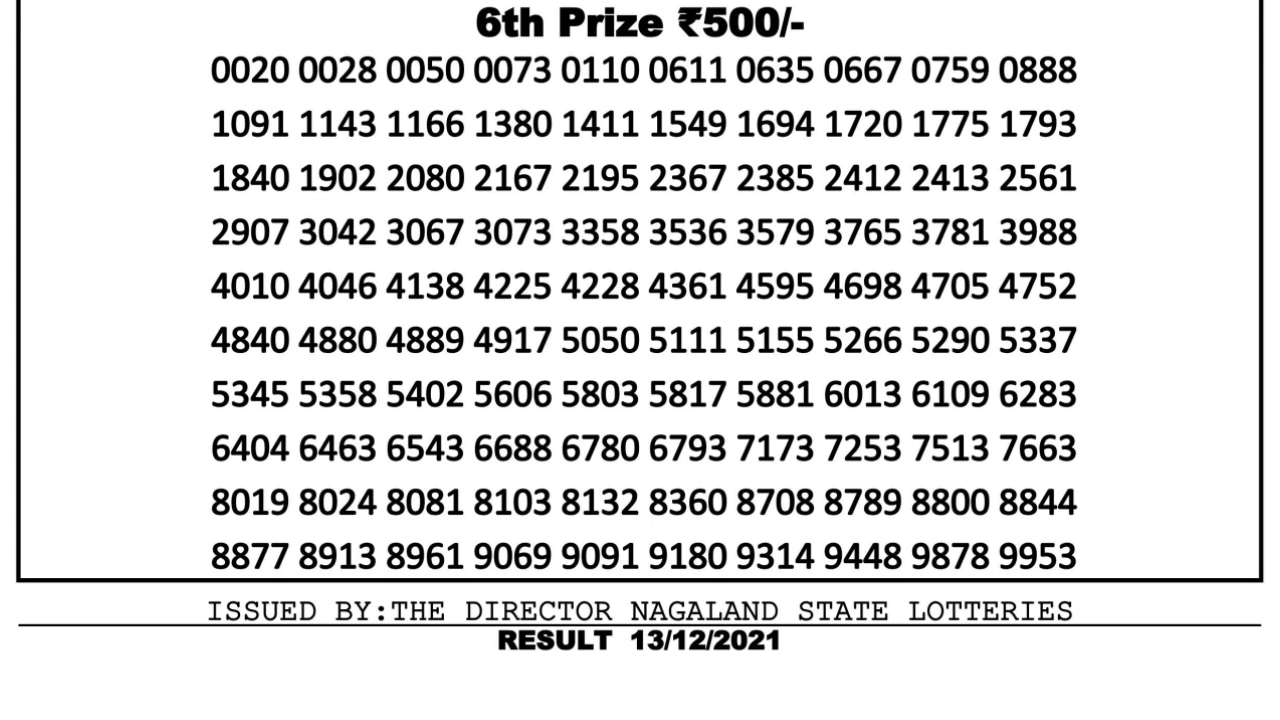 6th Prize ₹500/-
0020 0028 0050 0073 0110 0611 0635 0667 0759 0888
1091 1143 1166 1380 1411 1549 1694 1720 1775 1793
1840 1902 2080 2167 2195 2367 2385 2412 2413 2561
2907 3042 3067 3073 3358 3536 3579 3765 3781 3988
4010 4046 4138 4225 4228 4361 4595 4698 4705 4752
4840 4880 4889 4917 5050 5111 5155 5266 5290 5337
5345 5358 5402 5606 5803 5817 5881 6013 6109 6283
6404 6463 6543 6688 6780 6793 7173 7253 7513 7663
8019 8024 8081 8103 8132 8360 8708 8789 8800 8844
8877 8913 8961 9069 9091 9180 9314 9448 9878 9953
ISSUED BY:THE DIRECTOR NAGALAND STATE LOTTERIES
RESULT 13/12/2021